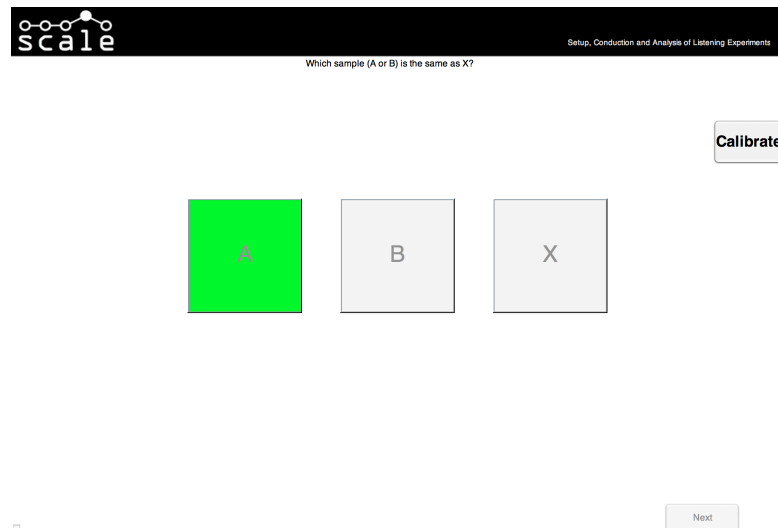 scale
Setup, Conduction and Analysis of Listening Experiments
Which sample (A or B) is the same as X?
Calibrate
A
B
X
Next